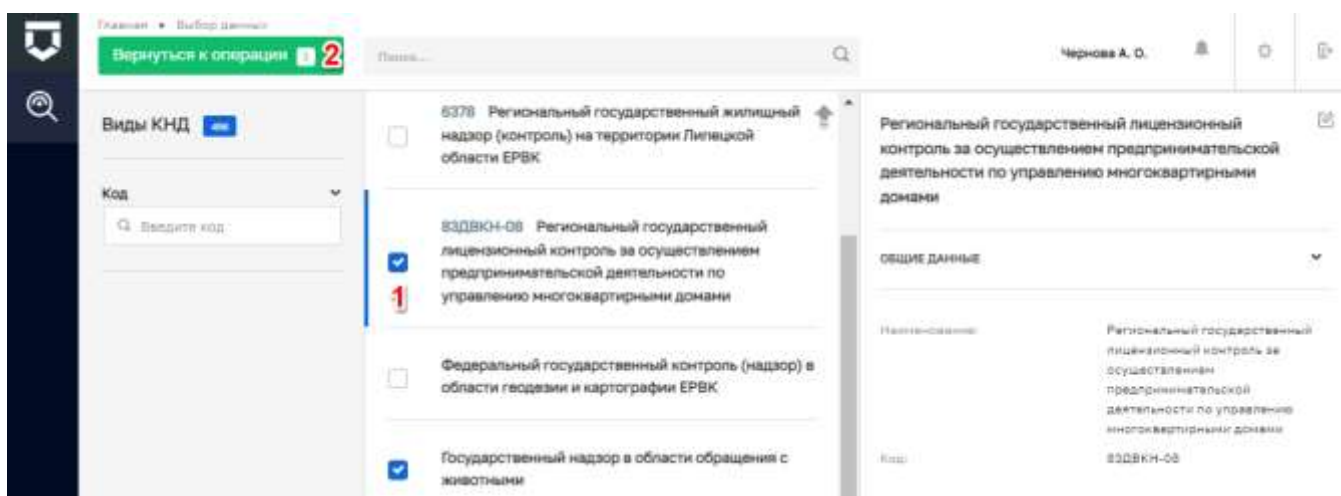 Главная • Выбор данных
Вернуться к операции
2
Поиск...
Чернова А. О.
Виды КНД
Код
Введите код
6378 Региональный государственный жилищный
надзор (контроль) на территории Липецкой
области ЕРВК
83ДВКН-08 Региональный государственный
лицензионный контроль за осуществлением
предпринимательской деятельности по
управлению многоквартирными домами
1
Федеральный государственный контроль (надзор) в
области геодезии и картографии ЕРВК
Государственный надзор в области обращения с
животными
Региональный государственный лицензионный
контроль за осуществлением предпринимательской
деятельности по управлению многоквартирными
домами
ОБЩИЕ ДАННЫЕ
Наименование:
Региональный государственный
лицензионный контроль за
осуществлением
предпринимательской
деятельности по управлению
многоквартирными домами
Код:
83ДВКН-08